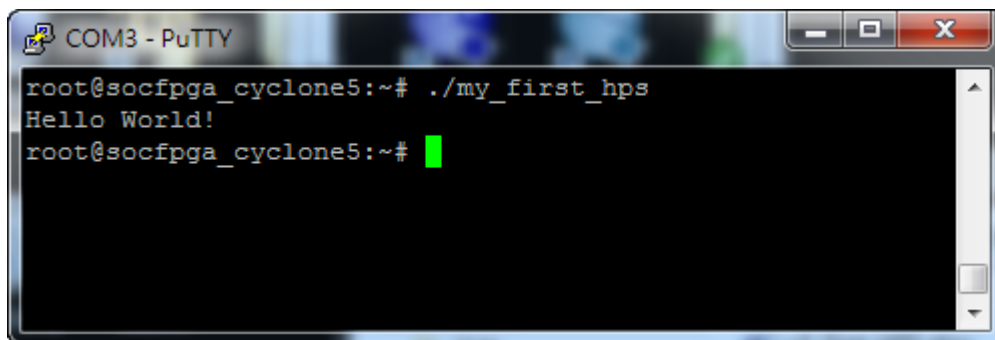 COM3 - PuTTY
root@socfpga_cyclone5:~# ./my_first_hps
Hello World!
root@socfpga_cyclone5:~#